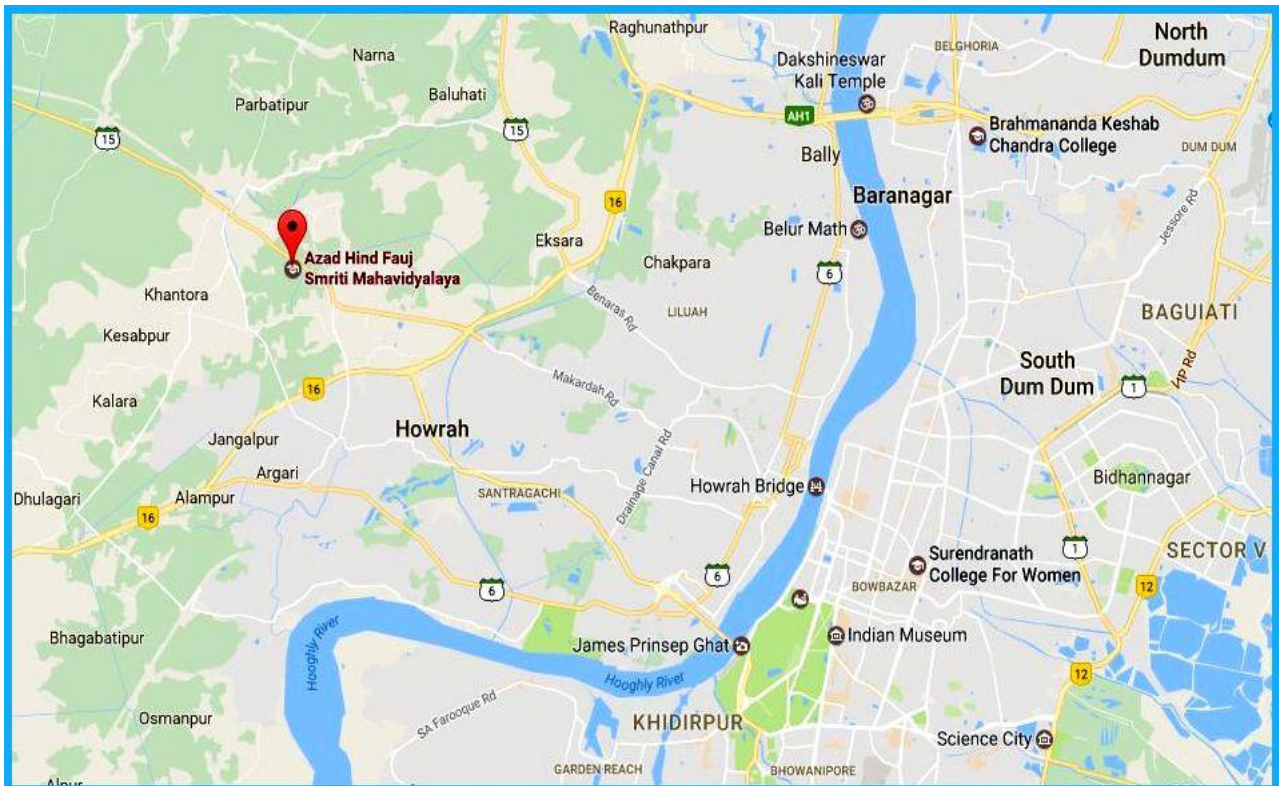 Raghunathpur
North
Dumdum
BELGHORIA
Narna
Dakshineswar
Kali Temple
Baluhati
Parbatipur
AH1
15
15
Brahmananda Keshab
Chandra College
DUM DUM
Bally
Baranagar
16
Jessore Rd
Belur Math
Eksara
Azad Hind Fauj
Smriti Mahavidyalaya
Chakpara
6
Khantora
Benaras Rd
LILUAH
BAGUIATI
Kesabpur
South
Dum Dum
VIP Rd
1
16
Makardah Rd
Kalara
Howrah
Jangalpur
Argari
Drainage Canal Rd
Bidhannagar
Dhulagari
Alampur
SANTRAGACHI
Howrah Bridge
16
1
SECTOR V
Surendranath
College For Women
6
6
BOWBAZAR
12
Bhagabatipur
Hooghly River
James Prinsep Ghat
Indian Museum
Hooghly River
12
Osmanpur
SA Farooque Rd
KHIDIRPUR
Science City
GARDEN REACH
BHOWANIPORE